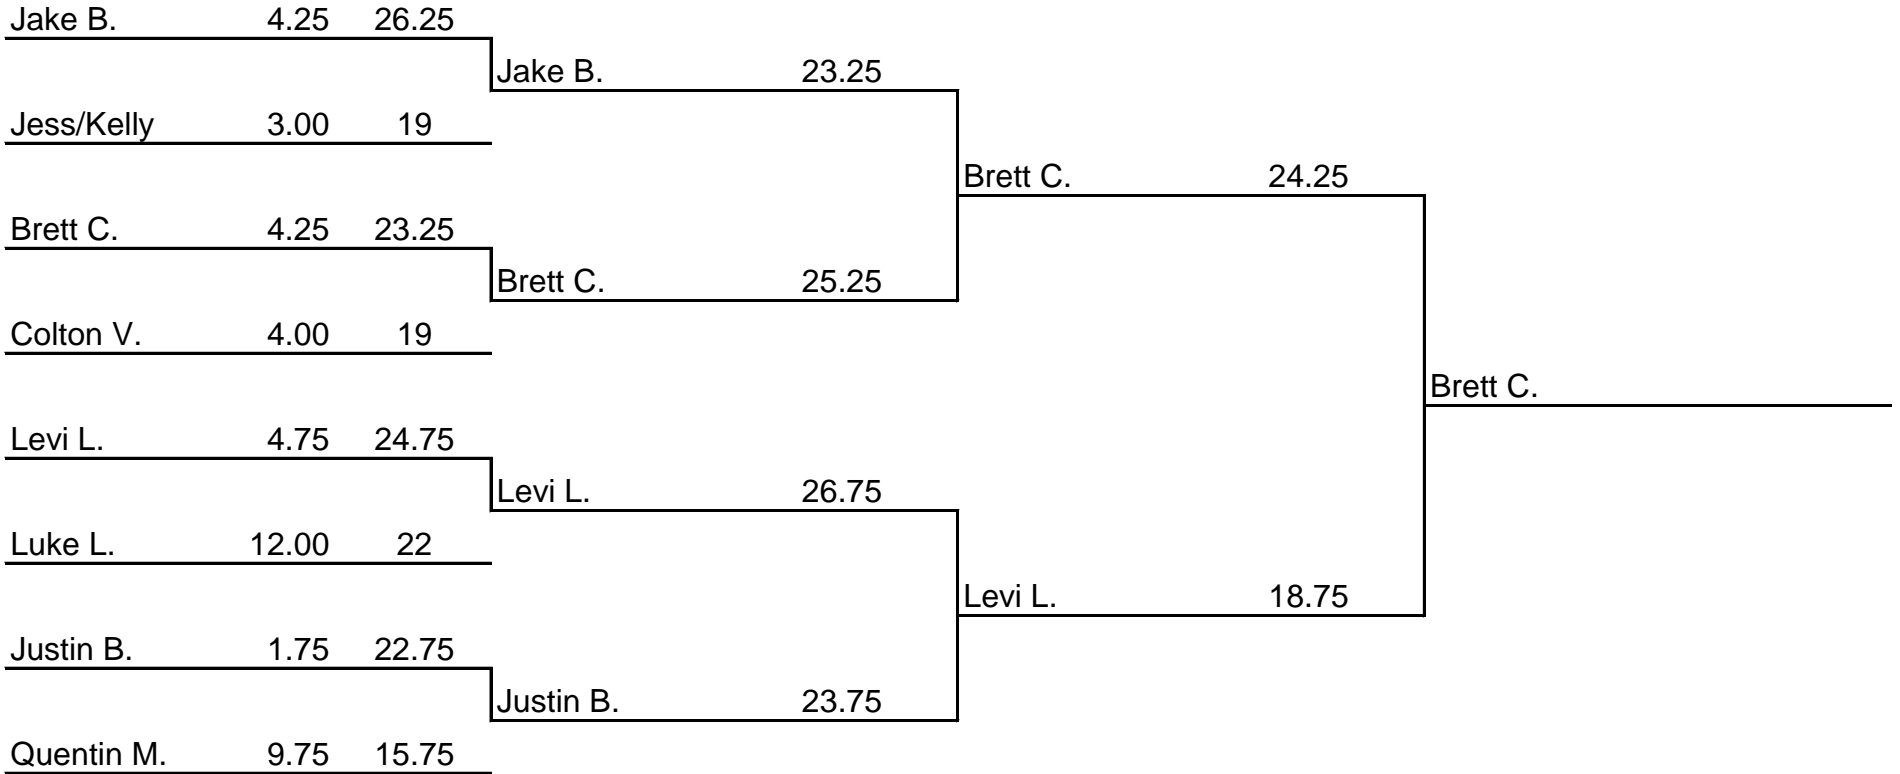 Jake B. 4.25 26.25
Jake B. 23.25
Jess/Kelly 3.00 19
Brett C. 24.25
Brett C. 4.25 23.25
Brett C. 25.25
Colton V. 4.00 19
Brett C.
Levi L. 4.75 24.75
Levi L. 26.75
Luke L. 12.00 22
Levi L. 18.75
Justin B. 1.75 22.75
Justin B. 23.75
Quentin M. 9.75 15.75